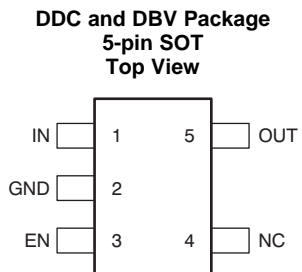 DDC and DBV Package
5-pin SOT
Top View
IN 1 5 OUT
GND 2
EN 3 4 NC